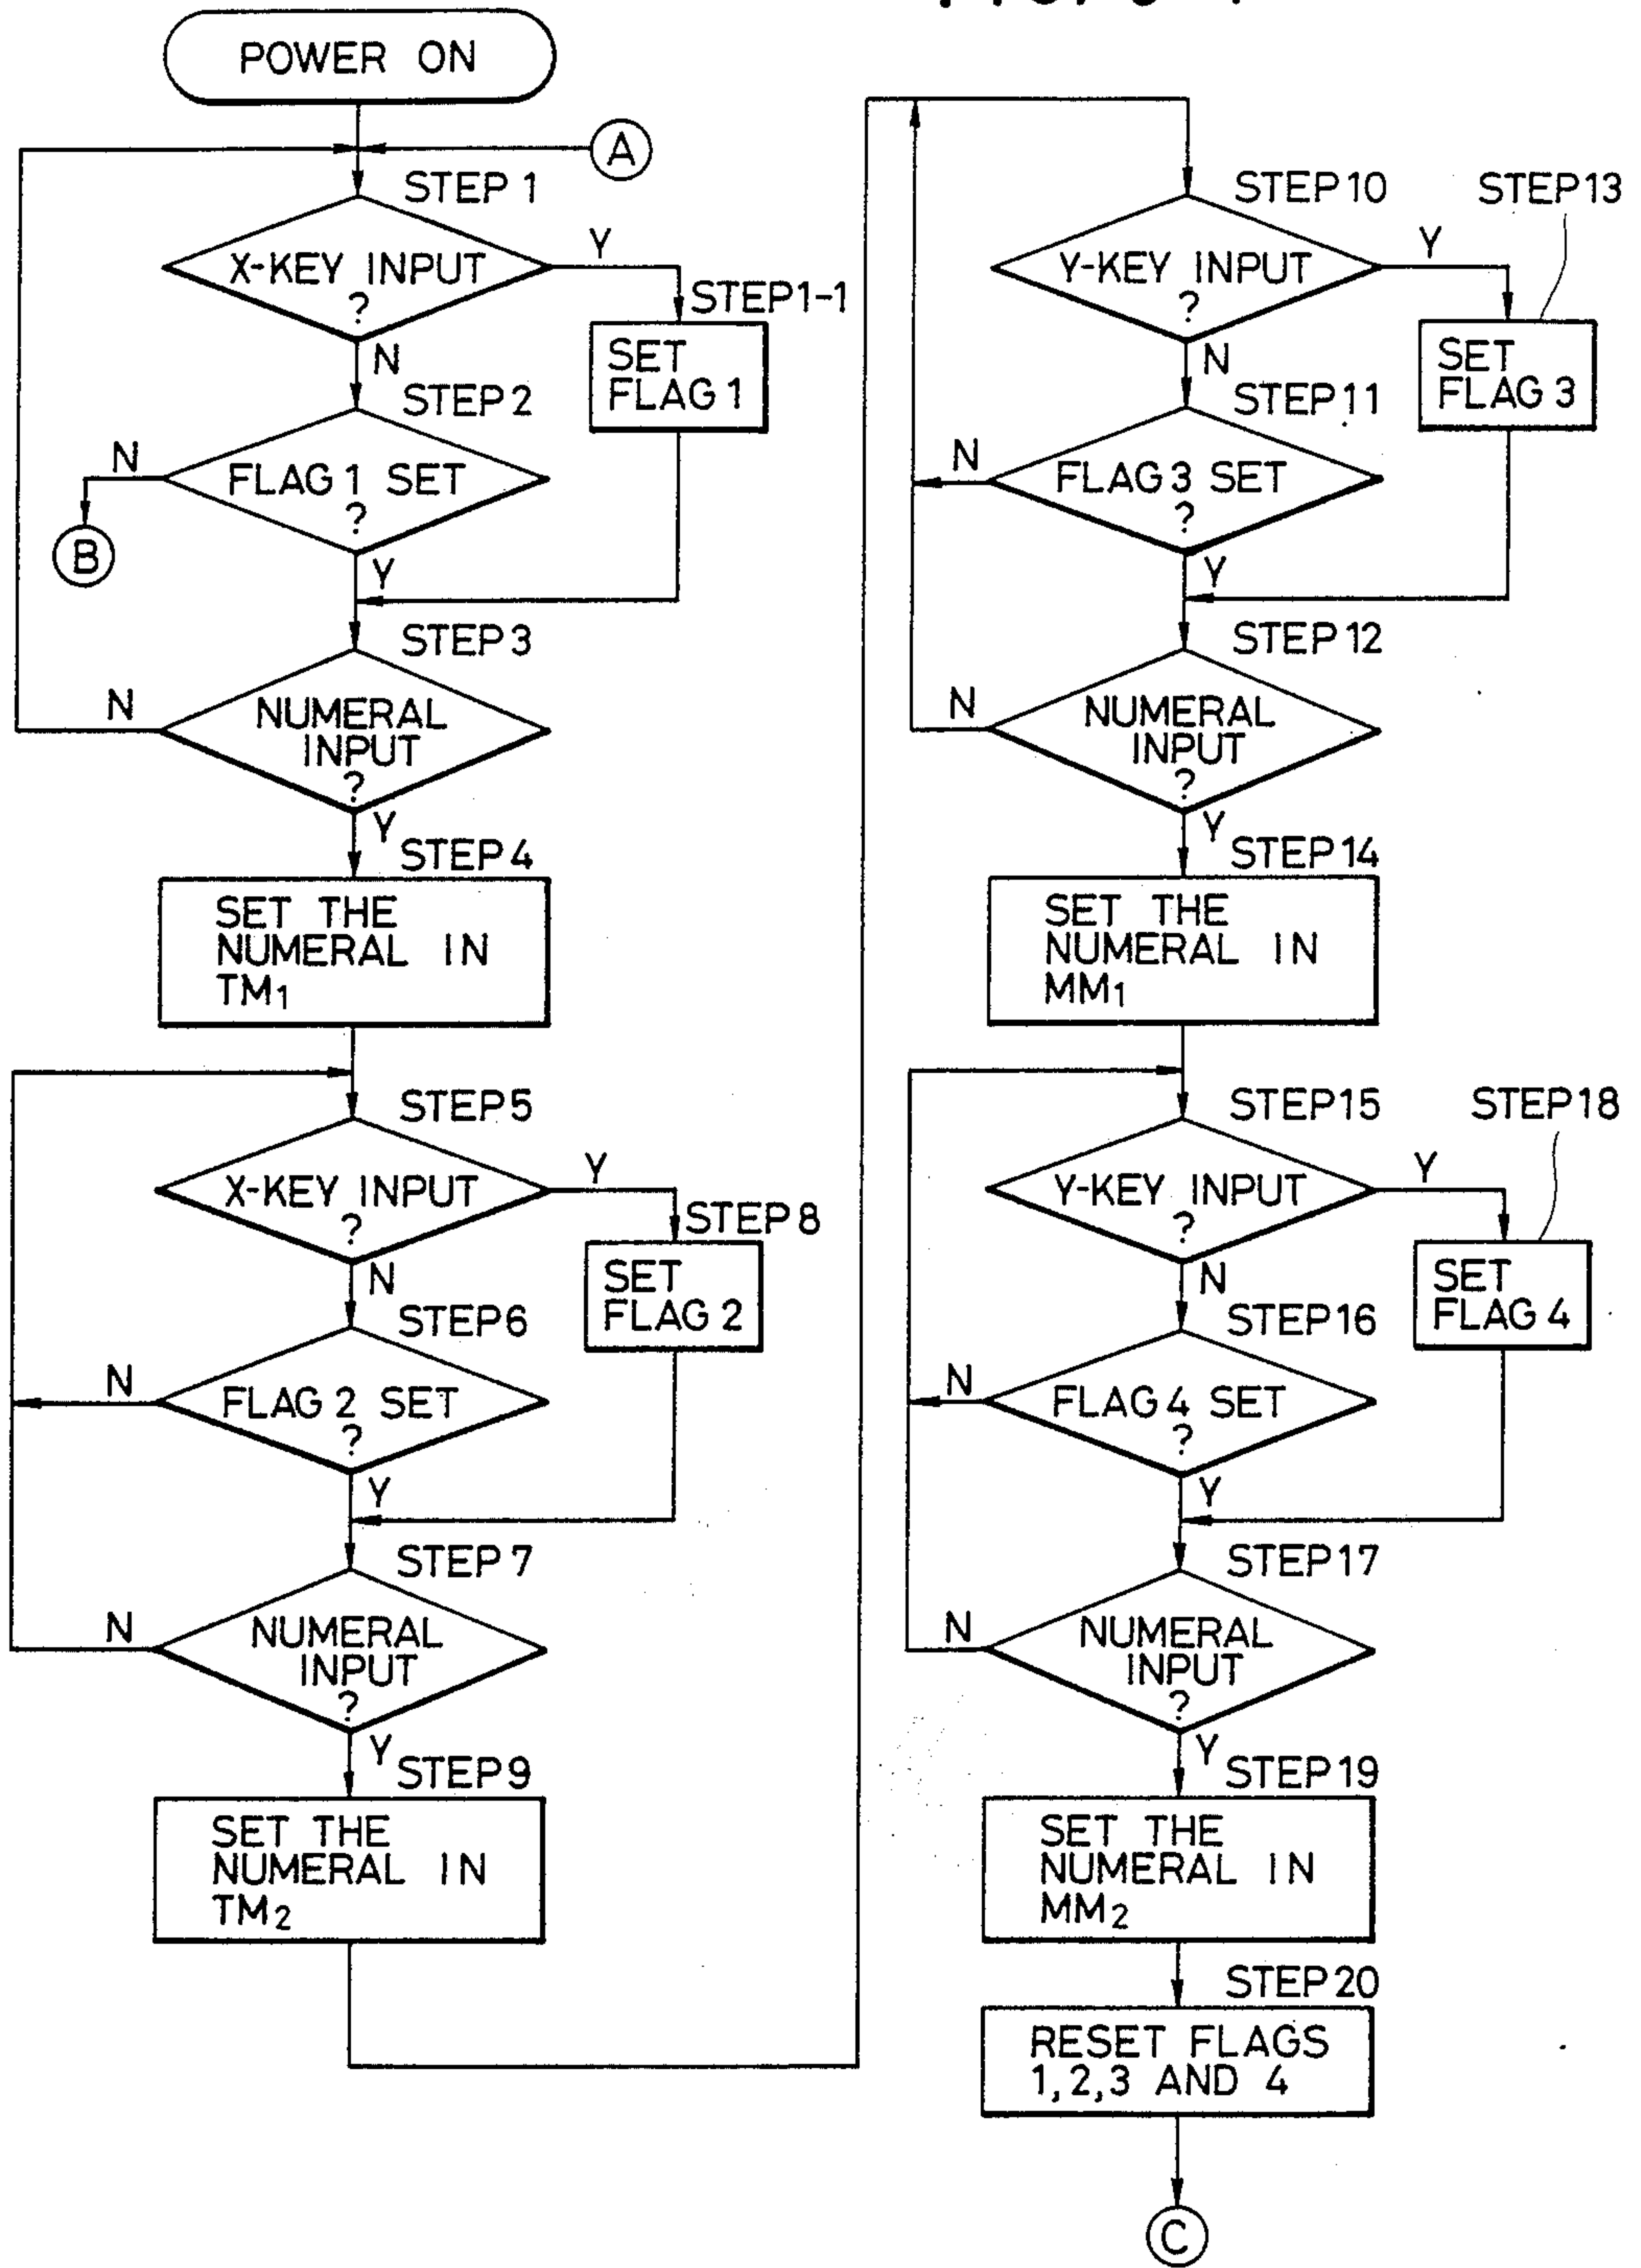 POWER ON
A
STEP 1
X-KEY INPUT
?
Y
N
STEP1-1
SET
FLAG 1
STEP 2
FLAG 1 SET
?
N
B
Y
STEP 3
NUMERAL
INPUT
?
N
Y
STEP 4
SET THE
NUMERAL IN
TM1
STEP 5
X-KEY INPUT
?
Y
N
STEP 8
SET
FLAG 2
STEP 6
FLAG 2 SET
?
N
Y
STEP 7
NUMERAL
INPUT
?
N
Y
STEP 9
SET THE
NUMERAL IN
TM2
STEP 10
Y-KEY INPUT
?
Y
N
STEP 13
SET
FLAG 3
STEP 11
FLAG 3 SET
?
N
Y
STEP 12
NUMERAL
INPUT
?
N
Y
STEP 14
SET THE
NUMERAL IN
MM1
STEP 15
Y-KEY INPUT
?
Y
N
STEP 18
SET
FLAG 4
STEP 16
FLAG 4 SET
?
N
Y
STEP 17
NUMERAL
INPUT
?
N
Y
STEP 19
SET THE
NUMERAL IN
MM2
STEP 20
RESET FLAGS
1,2,3 AND 4
C